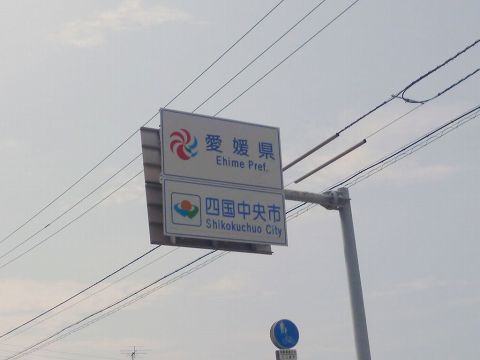 愛媛県
Ehime Pref.
四国中央市
Shikokuchuo City